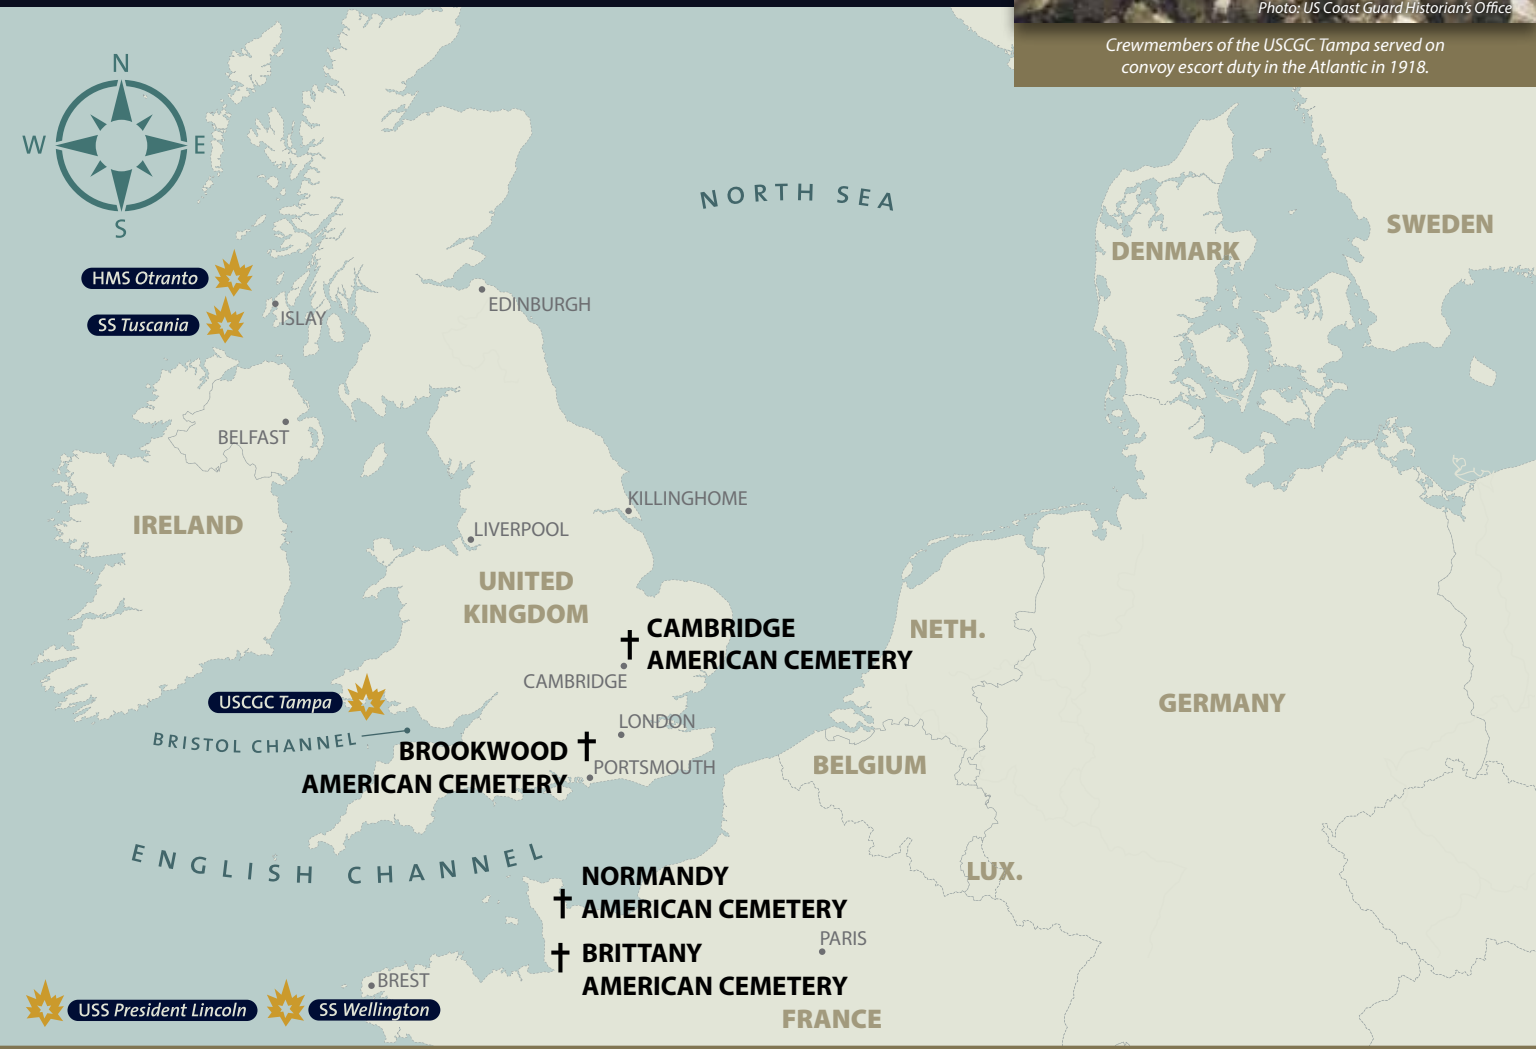 Photo: US Coast Guard Historian's Office
Crewmembers of the USCGC Tampa served on
convoy escort duty in the Atlantic in 1918.
N
W
E
S
NORTH SEA
SWEDEN
DENMARK
HMS Otranto
SS Tuscania
ISLAY
EDINBURGH
BELFAST
KILLINGHOME
IRELAND
LIVERPOOL
UNITED
KINGDOM
CAMBRIDGE
AMERICAN CEMETERY
NETH.
CAMBRIDGE
USCGC Tampa
GERMANY
LONDON
BRISTOL CHANNEL
BROOKWOOD
AMERICAN CEMETERY
PORTSMOUTH
BELGIUM
ENGLISH CHANNEL
LUX.
NORMANDY
AMERICAN CEMETERY
PARIS
BRITTANY
AMERICAN CEMETERY
BREST
USS President Lincoln
SS Wellington
FRANCE